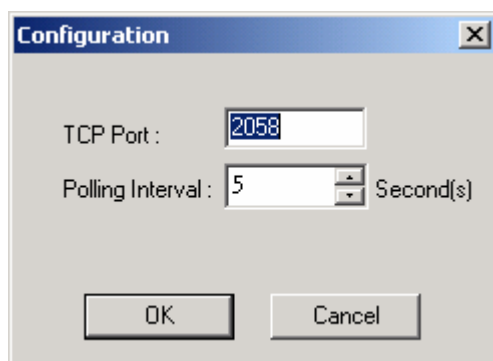 Configuration
TCP Port : 2058
Polling Interval : 5 Second(s)
OK Cancel